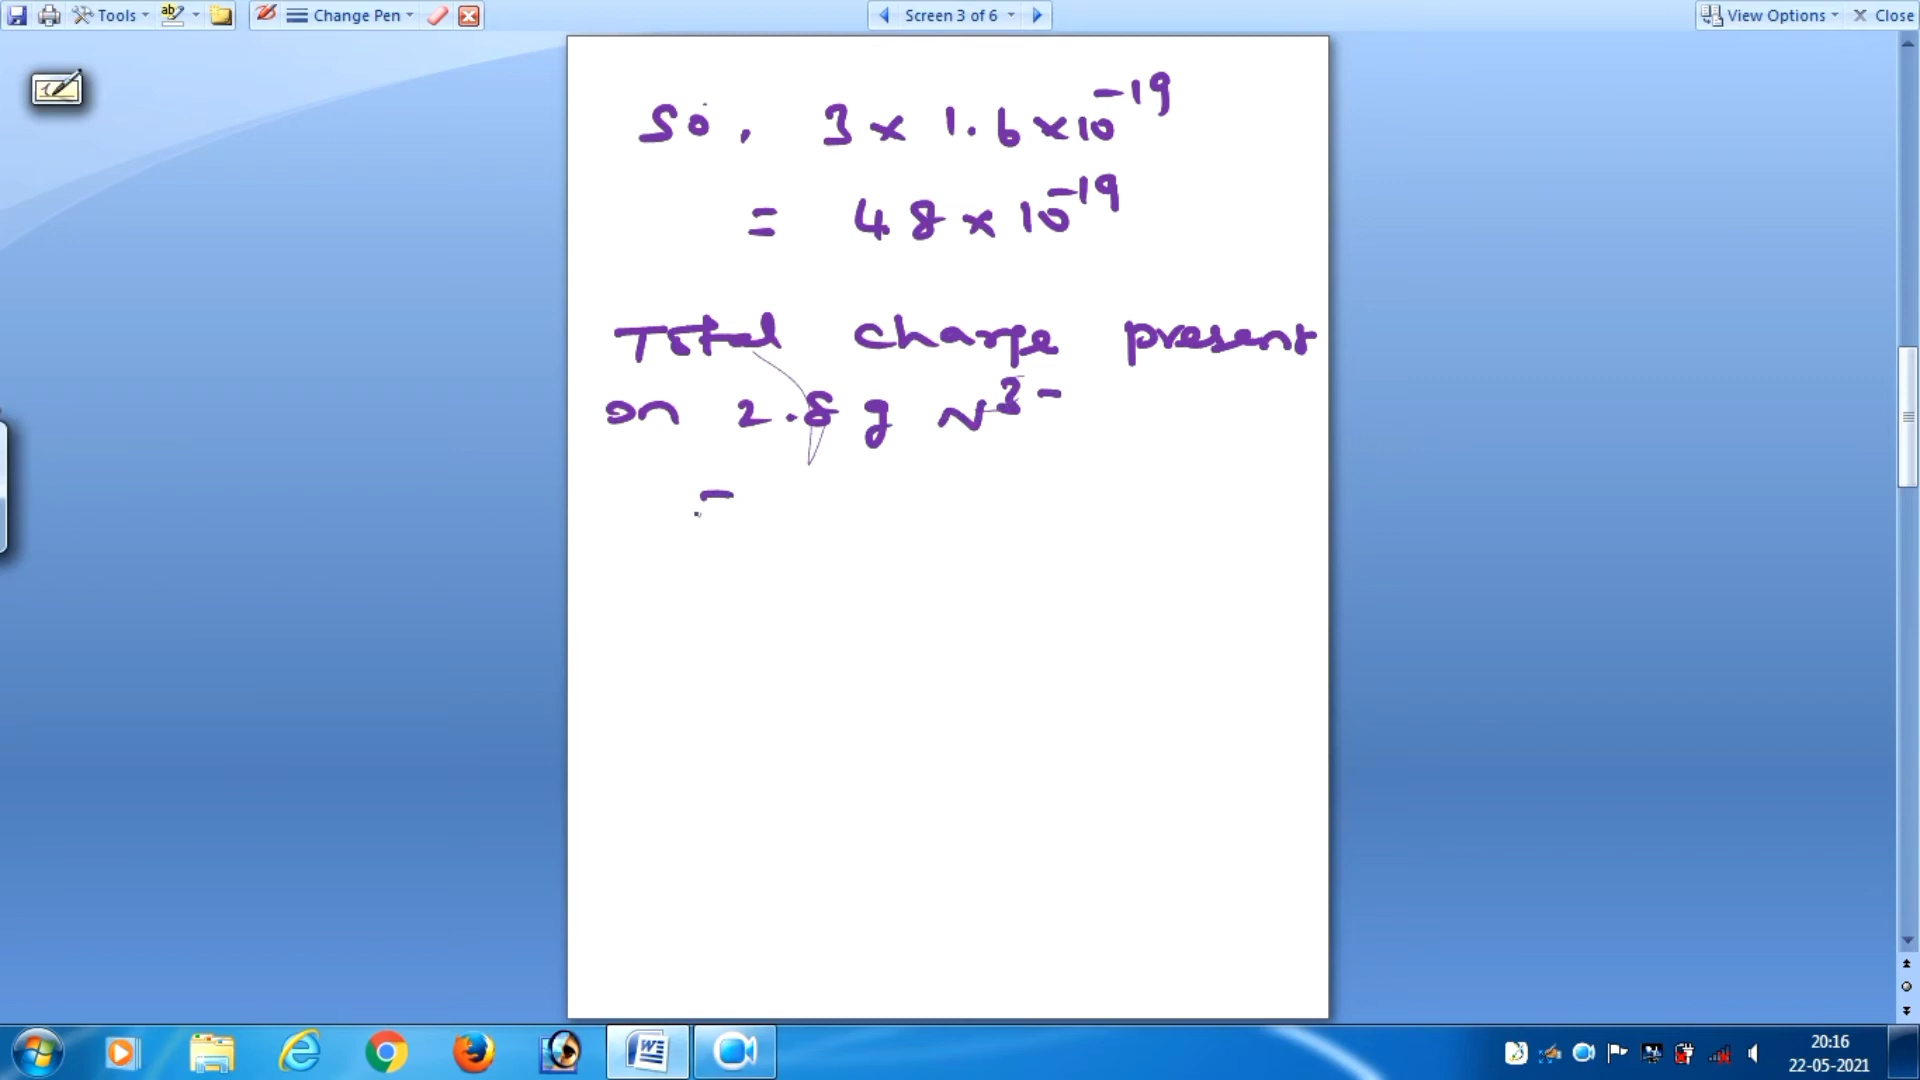 Tools
Change Pen
Screen 3 of 6
View Options
Close
So, 3 × 1.6 × 10⁻¹⁹
= 4.8 × 10⁻¹⁹
Total charge present
on 2.8 g N³⁻
20:16
22-05-2021